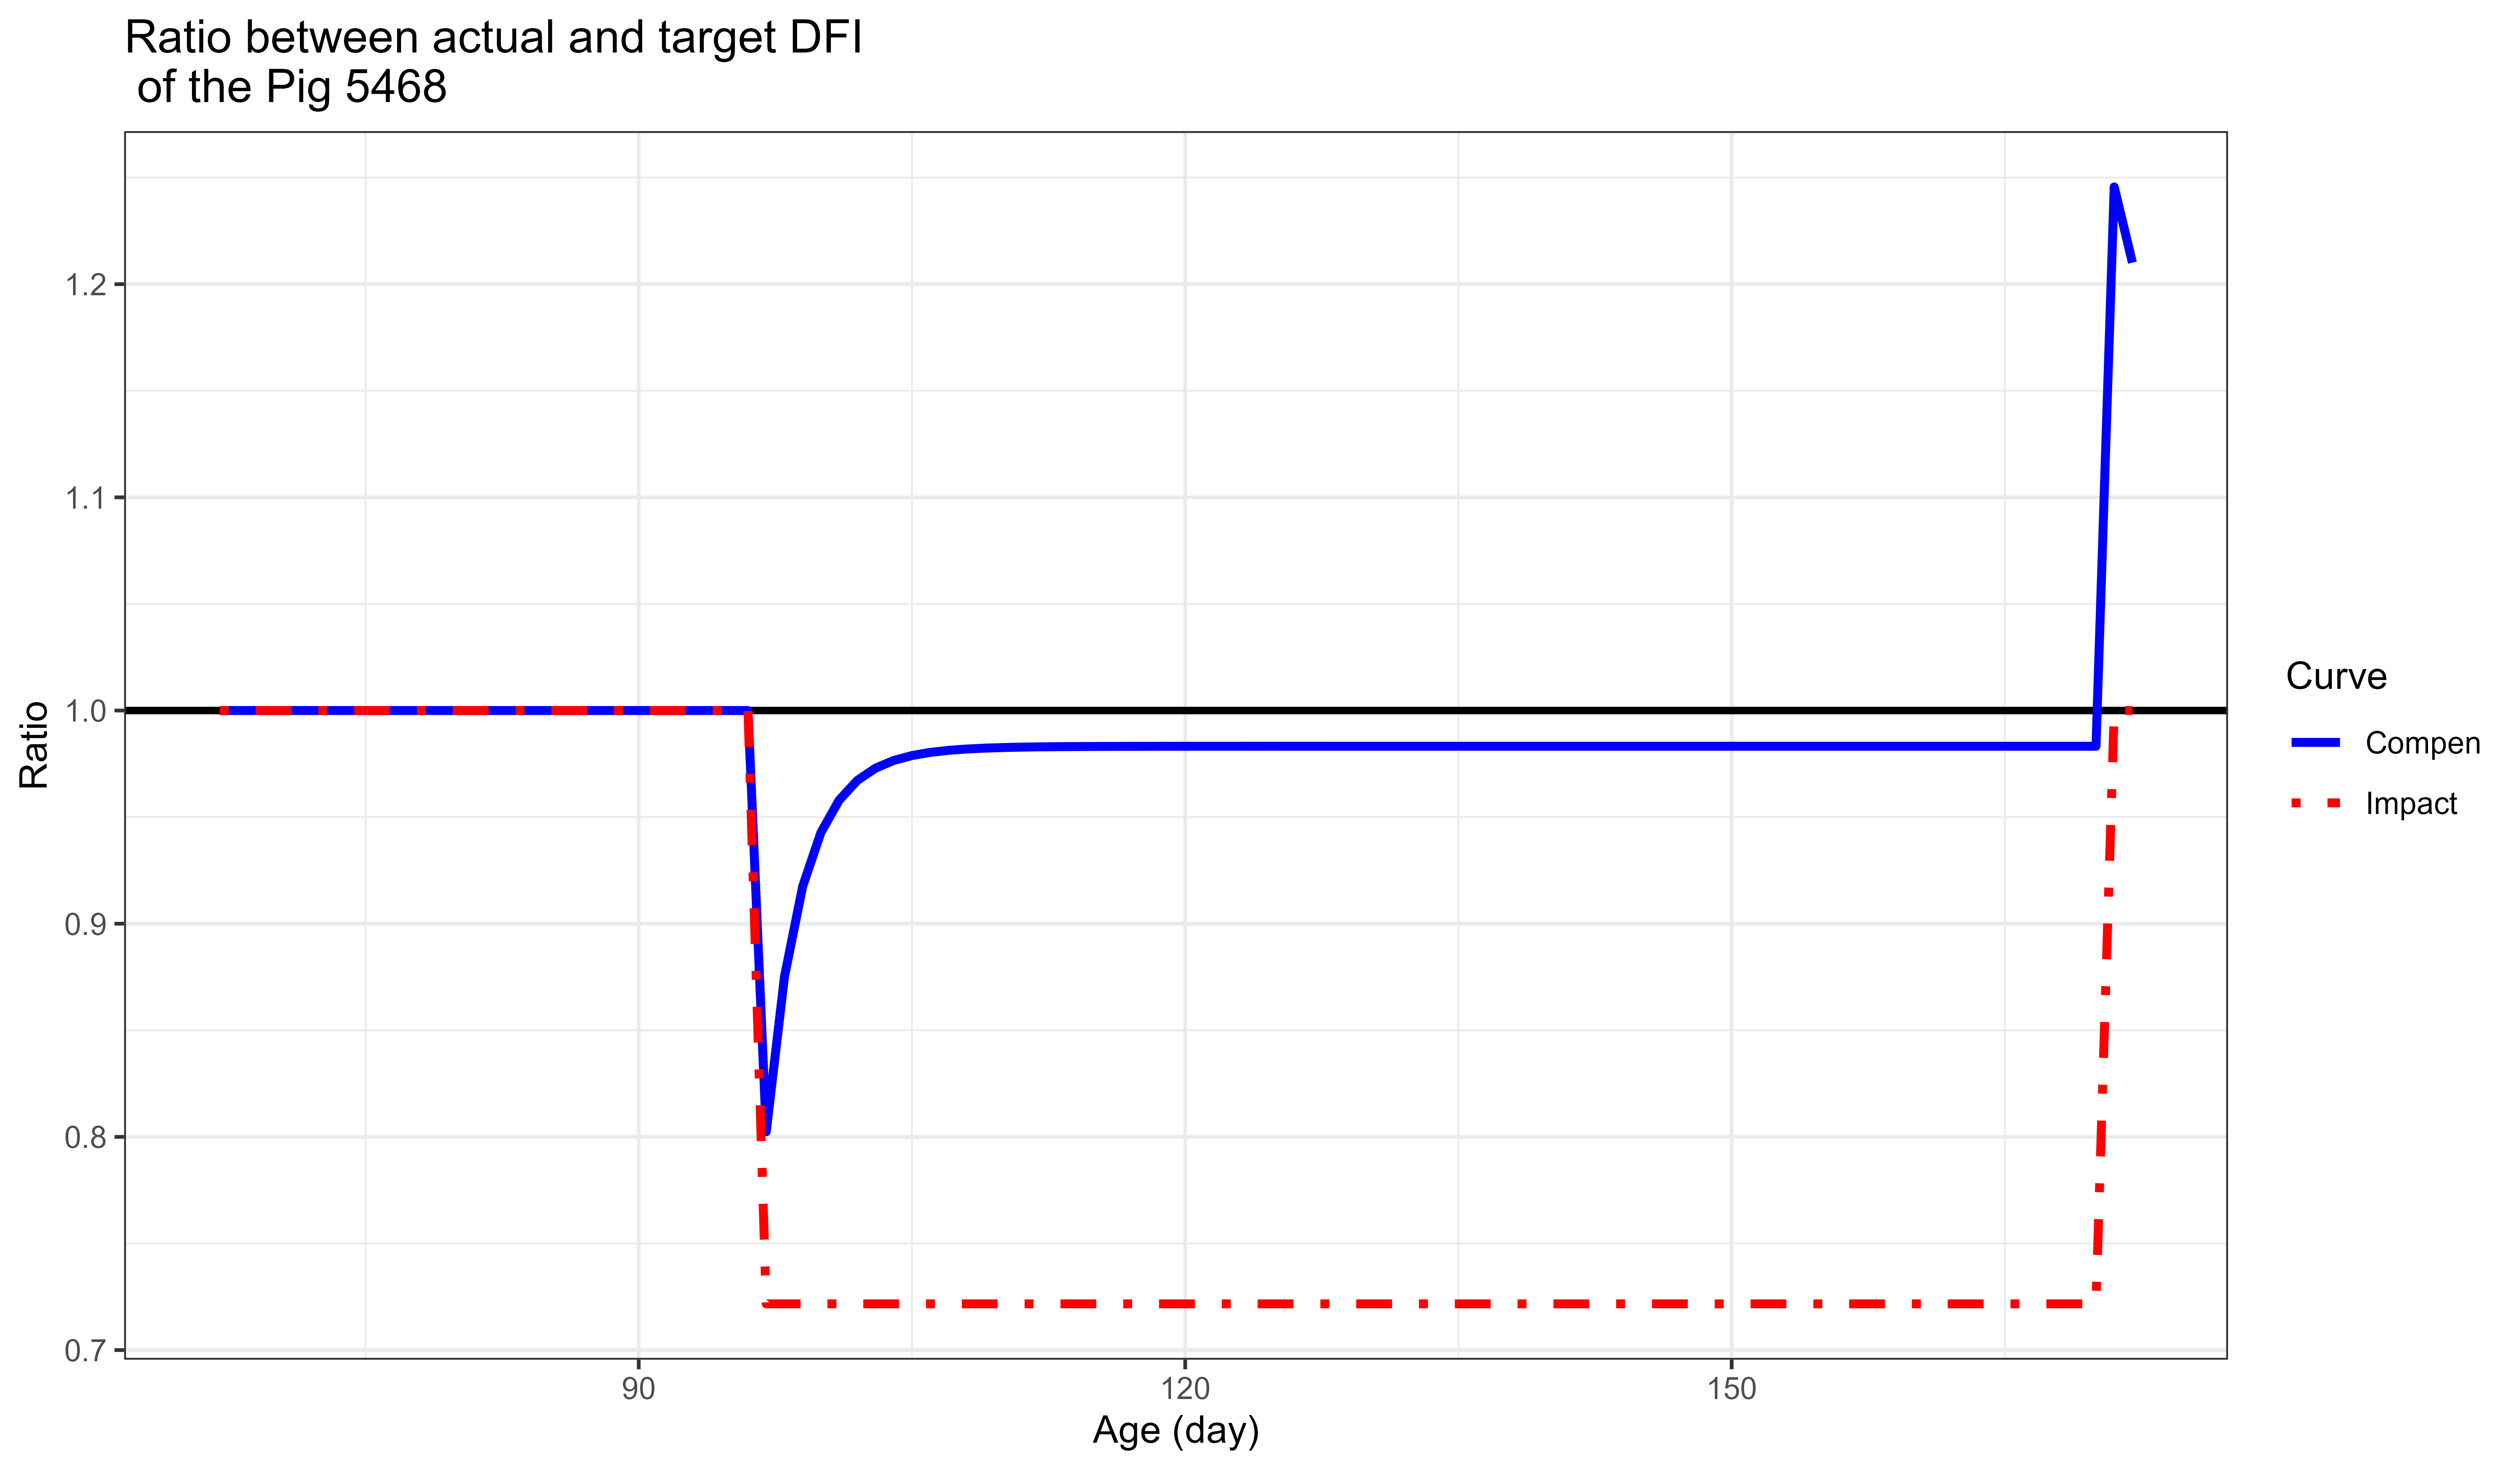 Ratio between actual and target DFI
of the Pig 5468
1.2
1.1
1.0
0.9
0.8
0.7
Ratio
90
120
150
Age (day)
Curve
Compen
Impact